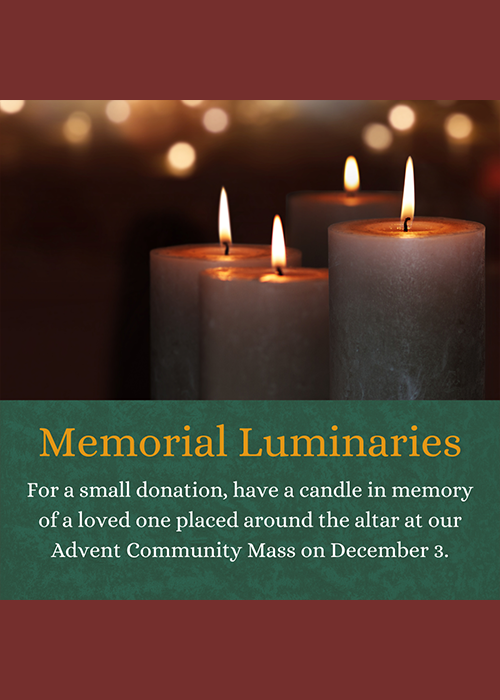 Memorial Luminaries
For a small donation, have a candle in memory
of a loved one placed around the altar at our
Advent Community Mass on December 3.